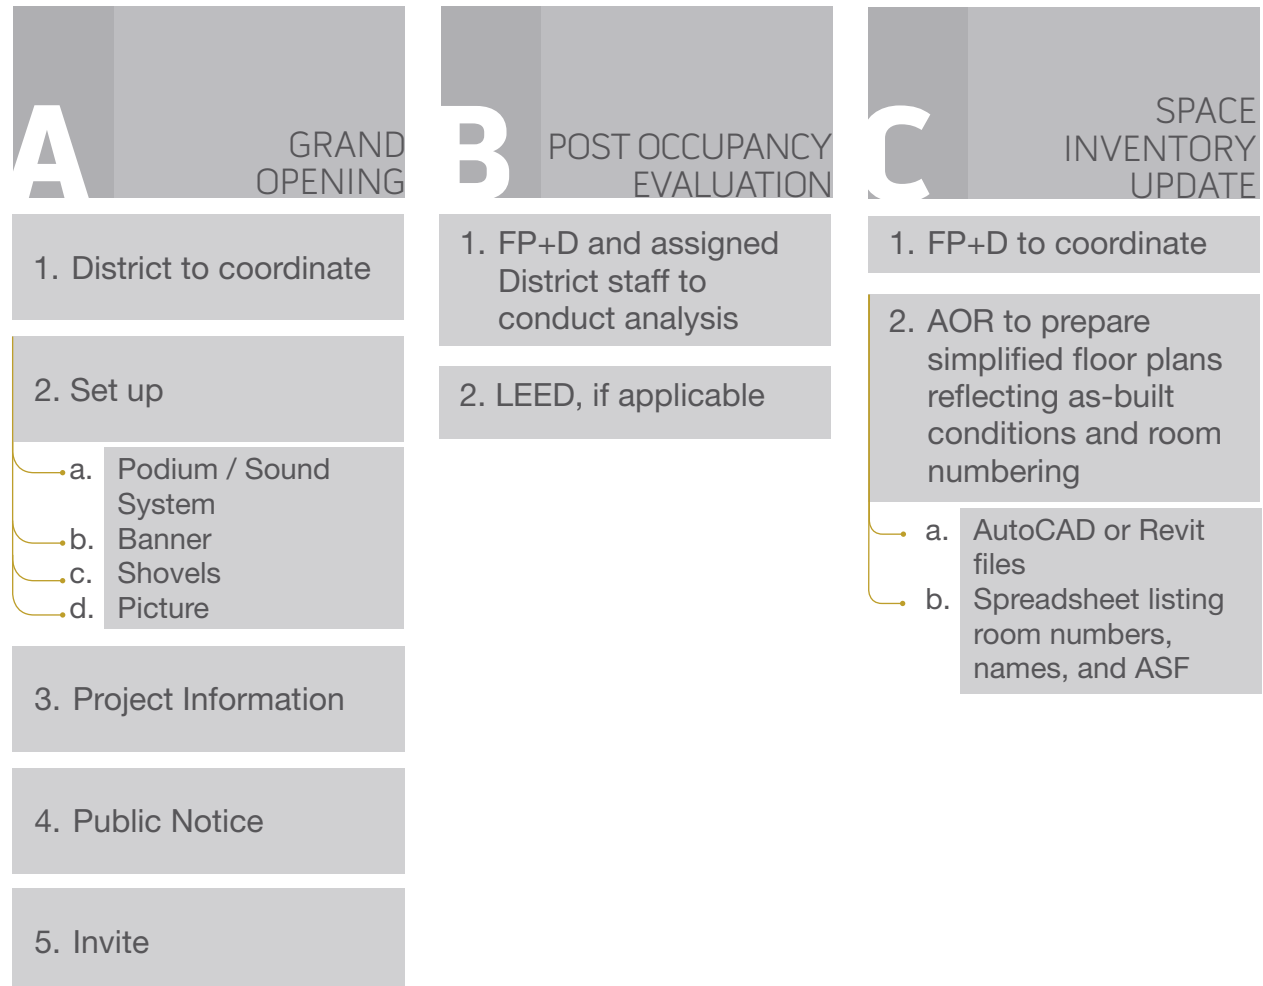 A
GRAND
OPENING
1. District to coordinate
2. Set up
a. Podium / Sound
System
b. Banner
c. Shovels
d. Picture
3. Project Information
4. Public Notice
5. Invite
B
POST OCCUPANCY
EVALUATION
1. FP+D and assigned
District staff to
conduct analysis
2. LEED, if applicable
C
SPACE
INVENTORY
UPDATE
1. FP+D to coordinate
2. AOR to prepare
simplified floor plans
reflecting as-built
conditions and room
numbering
a. AutoCAD or Revit
files
b. Spreadsheet listing
room numbers,
names, and ASF